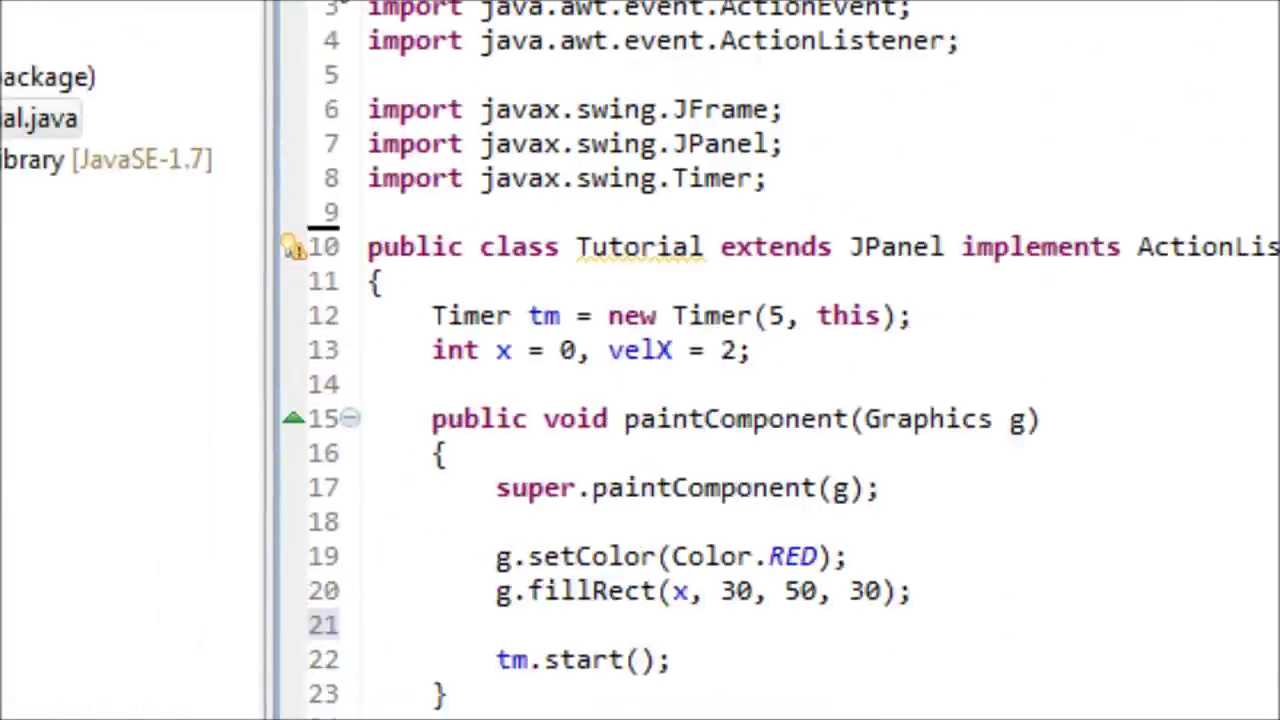 ackage)
al.java
ibrary [JavaSE-1.7]
3 import java.awt.event.ActionEvent;
4 import java.awt.event.ActionListener;
5
6 import javax.swing.JFrame;
7 import javax.swing.JPanel;
8 import javax.swing.Timer;
9
10 public class Tutorial extends JPanel implements ActionLis
11 {
12 Timer tm = new Timer(5, this);
13 int x = 0, velX = 2;
14
15 public void paintComponent(Graphics g)
16 {
17 super.paintComponent(g);
18
19 g.setColor(Color.RED);
20 g.fillRect(x, 30, 50, 30);
21
22 tm.start();
23 }